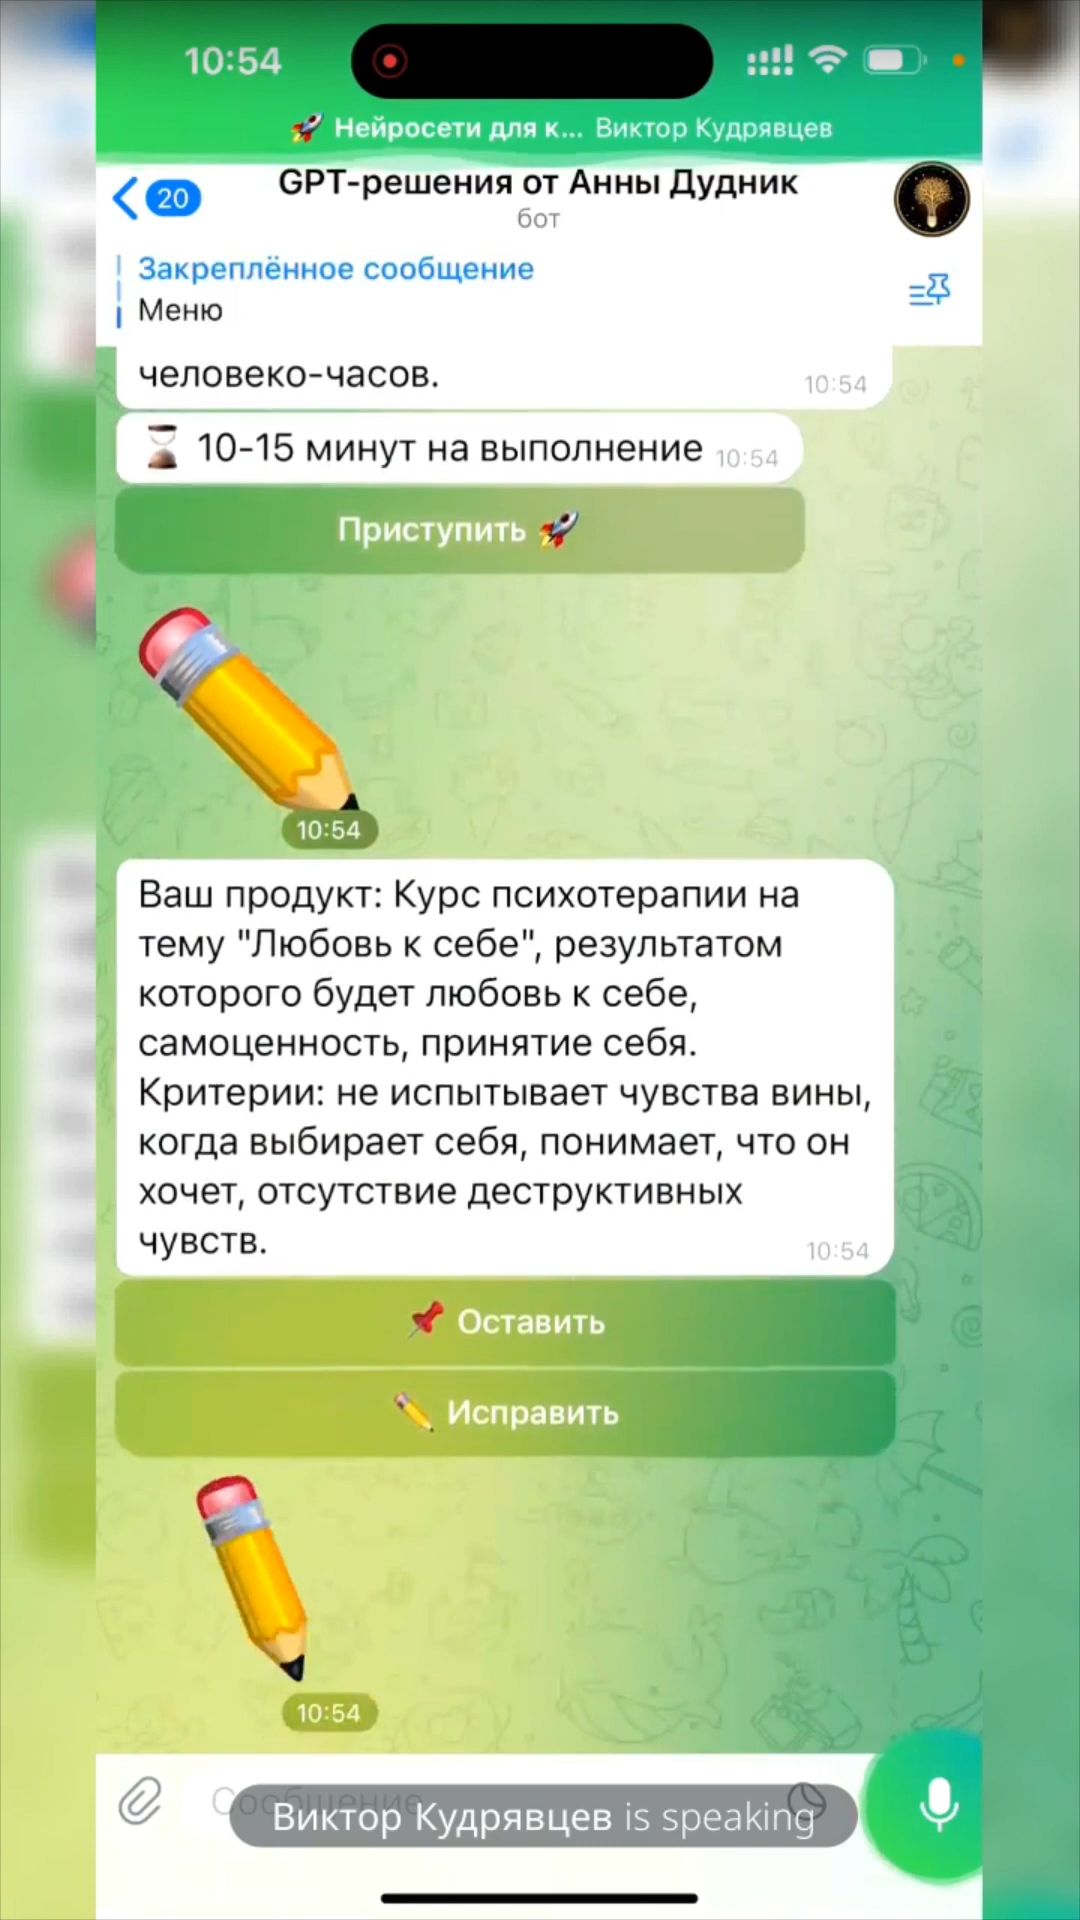 10:54
🚀 Нейросети для к... Виктор Кудрявцев
20
GPT-решения от Анны Дудник
бот
Закреплённое сообщение
Меню
человеко-часов.
10:54
⏳ 10-15 минут на выполнение 10:54
Приступить 🚀
10:54
Ваш продукт: Курс психотерапии на
тему "Любовь к себе", результатом
которого будет любовь к себе,
самоценность, принятие себя.
Критерии: не испытывает чувства вины,
когда выбирает себя, понимает, что он
хочет, отсутствие деструктивных
чувств.
10:54
📌 Оставить
✏️ Исправить
10:54
Сообщение
Виктор Кудрявцев is speaking